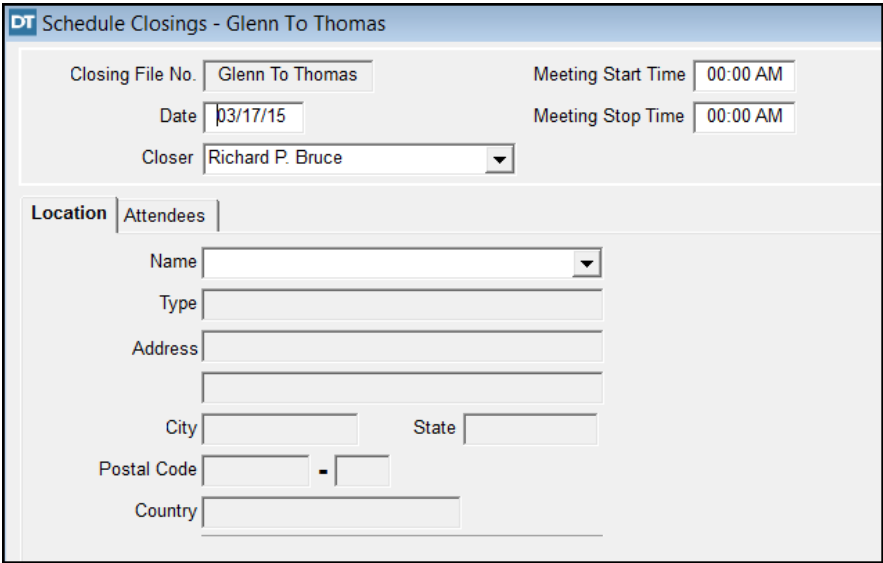 DT Schedule Closings - Glenn To Thomas
Closing File No. Glenn To Thomas Meeting Start Time 00:00 AM
Date 03/17/15 Meeting Stop Time 00:00 AM
Closer Richard P. Bruce
Location Attendees
Name
Type
Address
City State
Postal Code -
Country